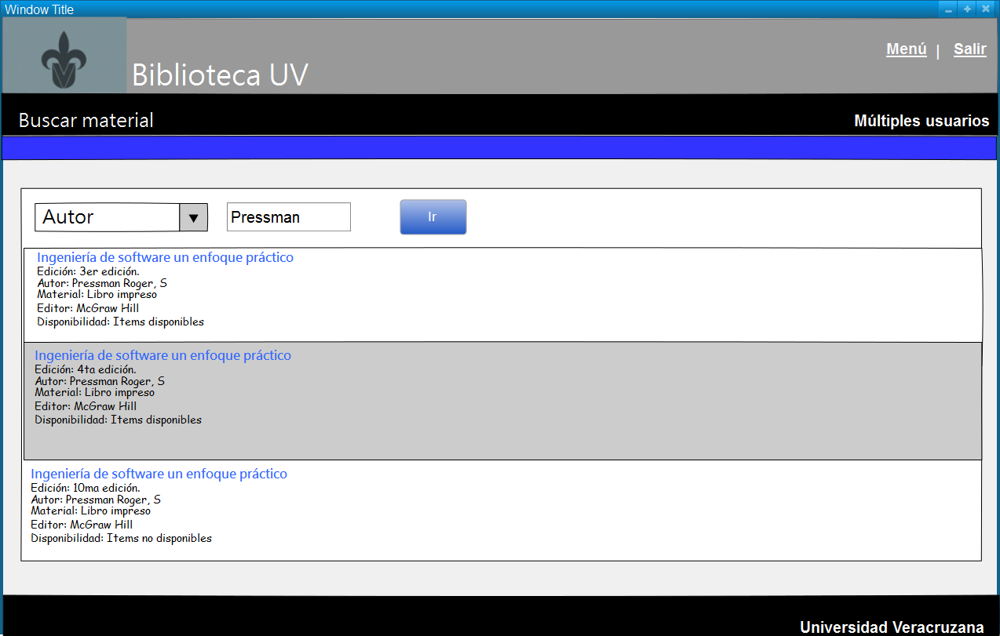 Window Title
Menú | Salir
Biblioteca UV
Buscar material
Múltiples usuarios
Autor
Pressman
Ir
Ingeniería de software un enfoque práctico
Edición: 3er edición.
Autor: Pressman Roger, S
Material: Libro impreso
Editor: McGraw Hill
Disponibilidad: Items disponibles
Ingeniería de software un enfoque práctico
Edición: 4ta edición.
Autor: Pressman Roger, S
Material: Libro impreso
Editor: McGraw Hill
Disponibilidad: Items disponibles
Ingeniería de software un enfoque práctico
Edición: 10ma edición.
Autor: Pressman Roger, S
Material: Libro impreso
Editor: McGraw Hill
Disponibilidad: Items no disponibles
Universidad Veracruzana